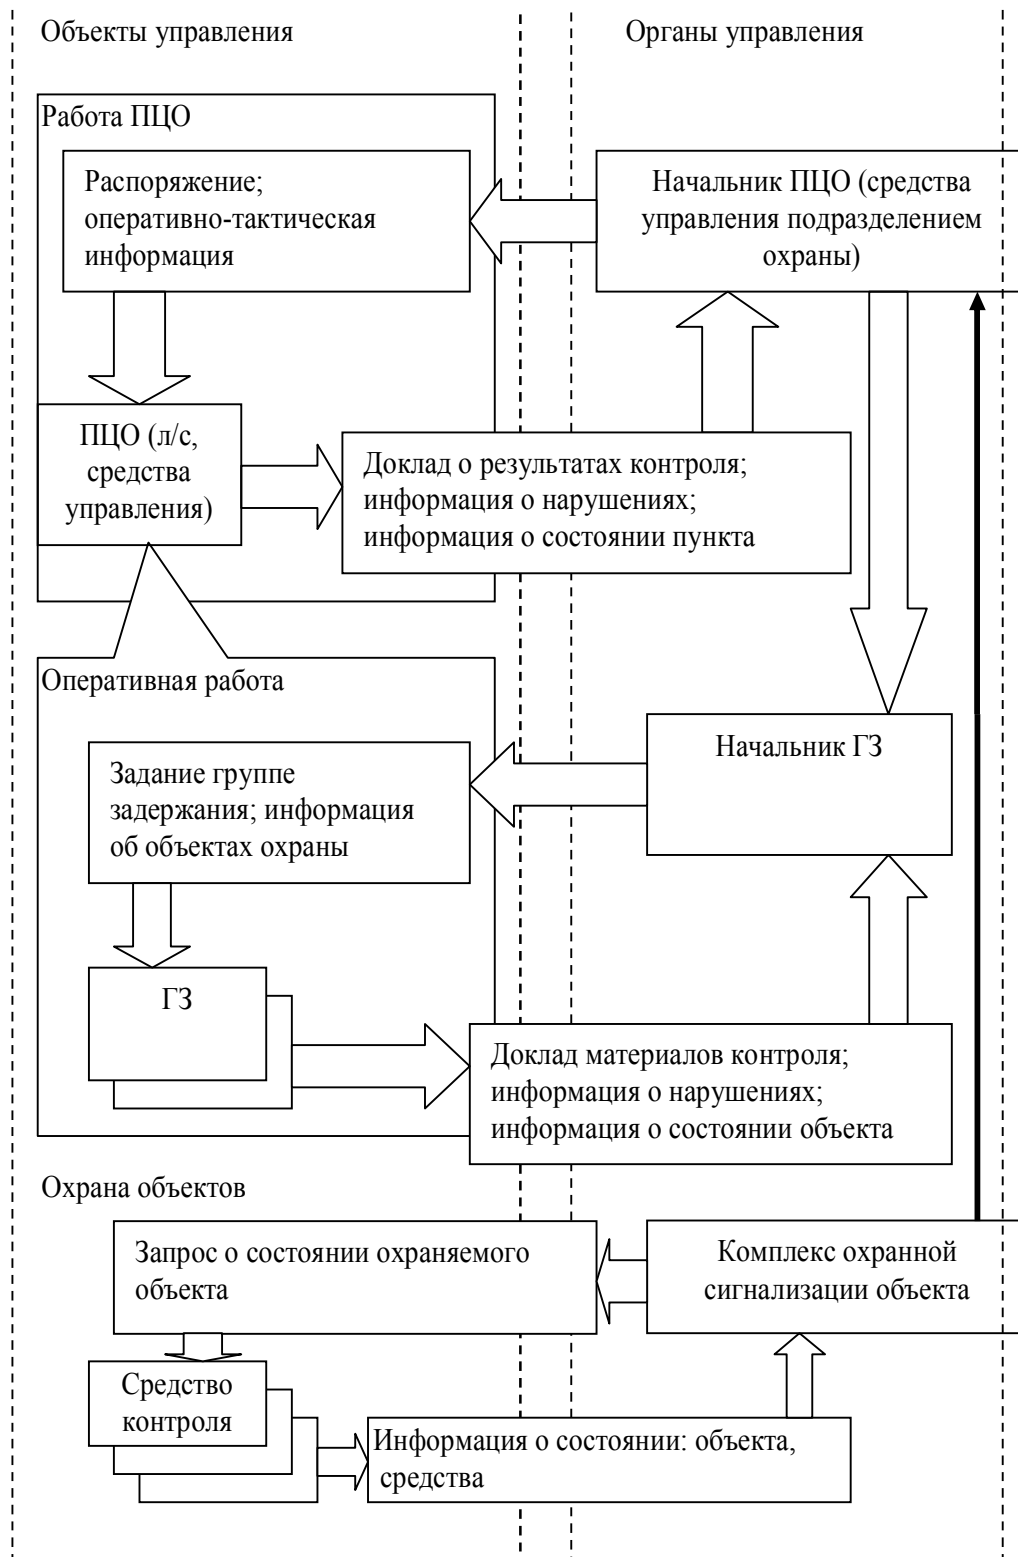 Объекты управления
Органы управления
Работа ПЦО
Распоряжение;
оперативно-тактическая
информация
Начальник ПЦО (средства
управления подразделением
охраны)
ПЦО (л/с,
средства
управления)
Доклад о результатах контроля;
информация о нарушениях;
информация о состоянии пункта
Оперативная работа
Задание группе
задержания; информация
об объектах охраны
Начальник ГЗ
ГЗ
Доклад материалов контроля;
информация о нарушениях;
информация о состоянии объекта
Охрана объектов
Запрос о состоянии охраняемого
объекта
Комплекс охранной
сигнализации объекта
Средство
контроля
Информация о состоянии: объекта,
средства